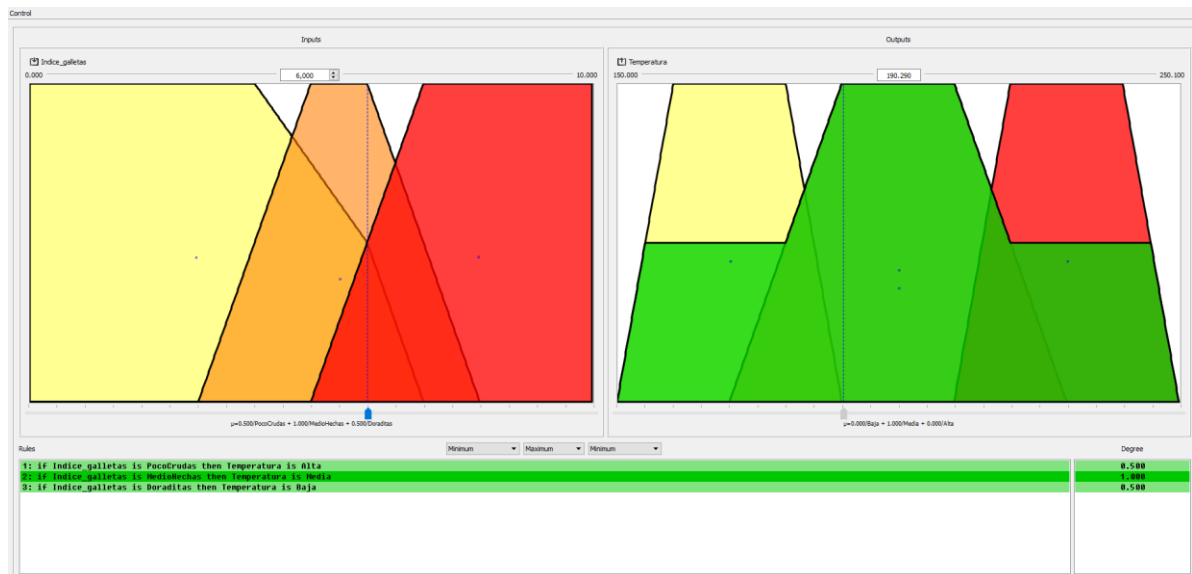 Control
Inputs
Outputs
Indice_galletas
Temperatura
0.000 6,000 10.000
150.000 190.290 250.100
μ=0.500/PocoCrudas + 1.000/MedioHechas + 0.500/Doraditas
μ=0.000/Baja + 1.000/Media + 0.000/Alta
Rules Minimum Maximum Minimum Degree
1: if Indice_galletas is PocoCrudas then Temperatura is Alta 0.500
2: if Indice_galletas is MedioHechas then Temperatura is Media 1.000
3: if Indice_galletas is Doraditas then Temperatura is Baja 0.500